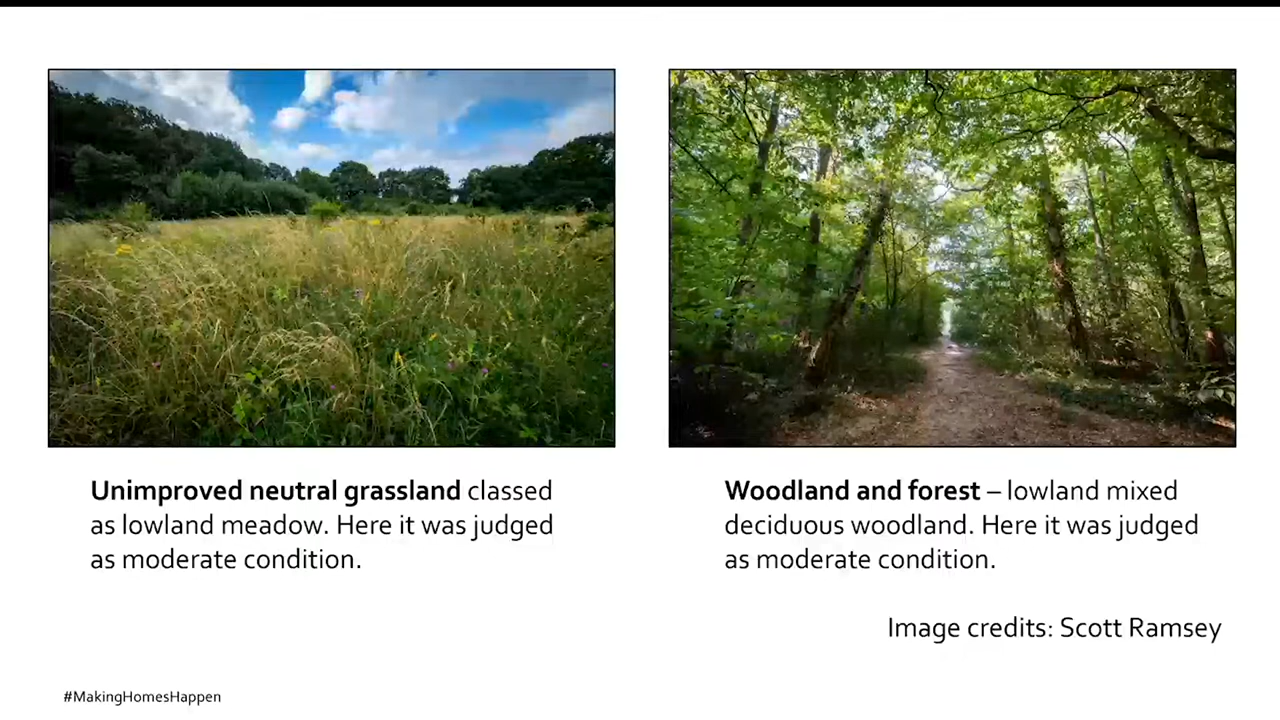 Unimproved neutral grassland classed
as lowland meadow. Here it was judged
as moderate condition.
Woodland and forest – lowland mixed
deciduous woodland. Here it was judged
as moderate condition.
Image credits: Scott Ramsey
#MakingHomesHappen